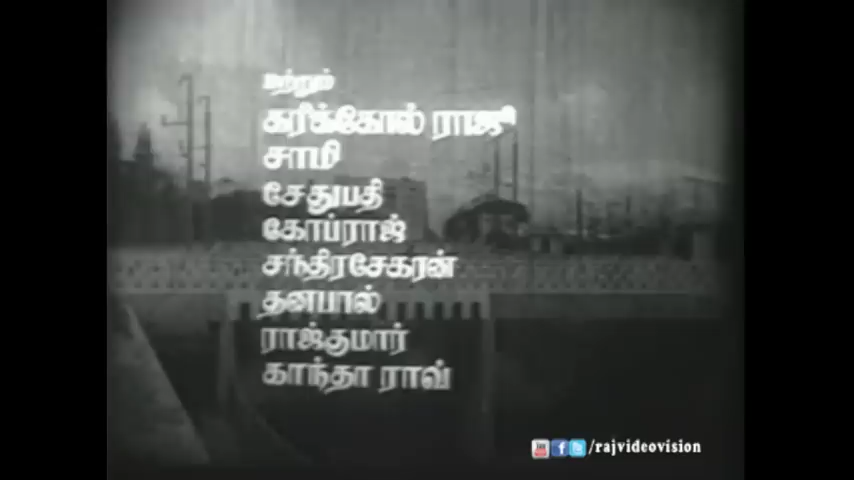 மற்றும்
கரிக்கோல் ராஜி
சாமி
சேதுபதி
கோப்ராஜ்
சந்திரசேகரன்
தனபால்
ராஜ்குமார்
காந்தா ராவ்
/rajvideovision